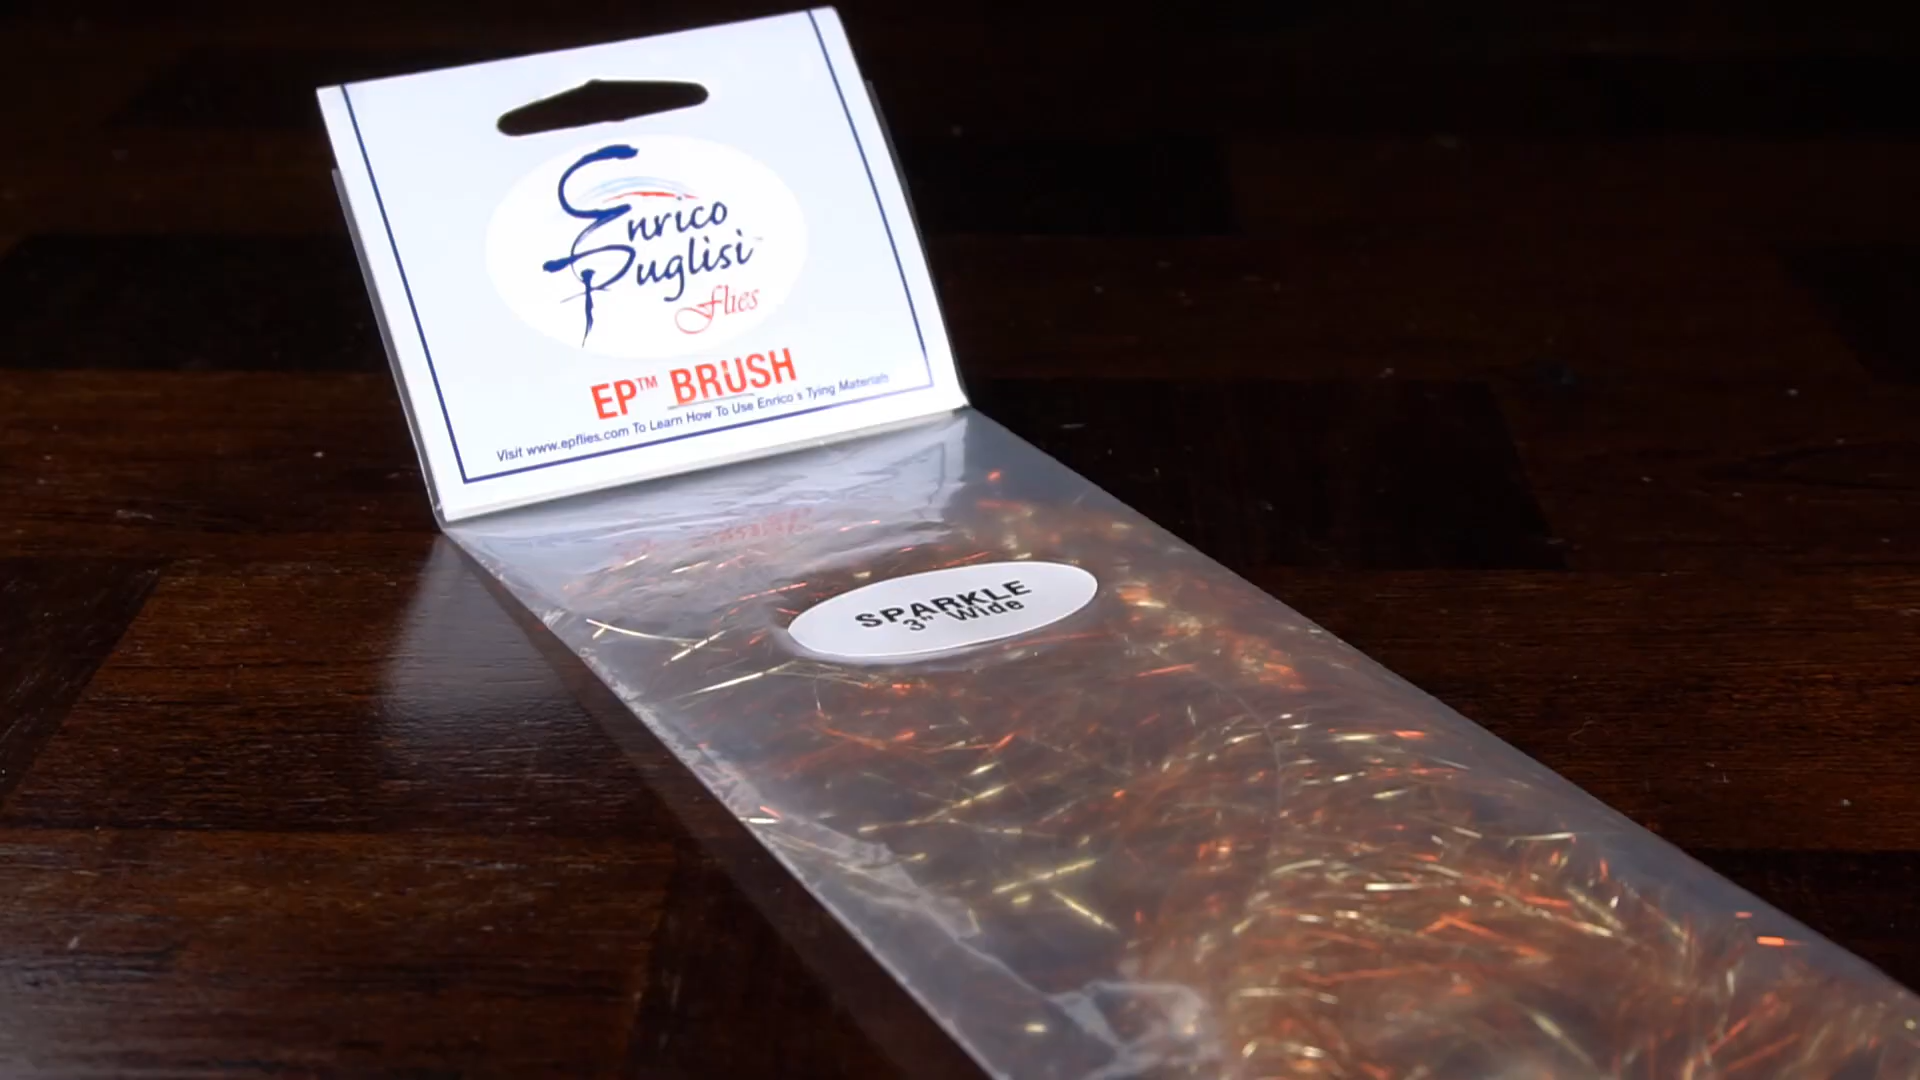 Enrico
Puglisi™
flies
EP™ BRUSH
Visit www.epflies.com To Learn How To Use Enrico's Tying Materials
SPARKLE
3" Wide